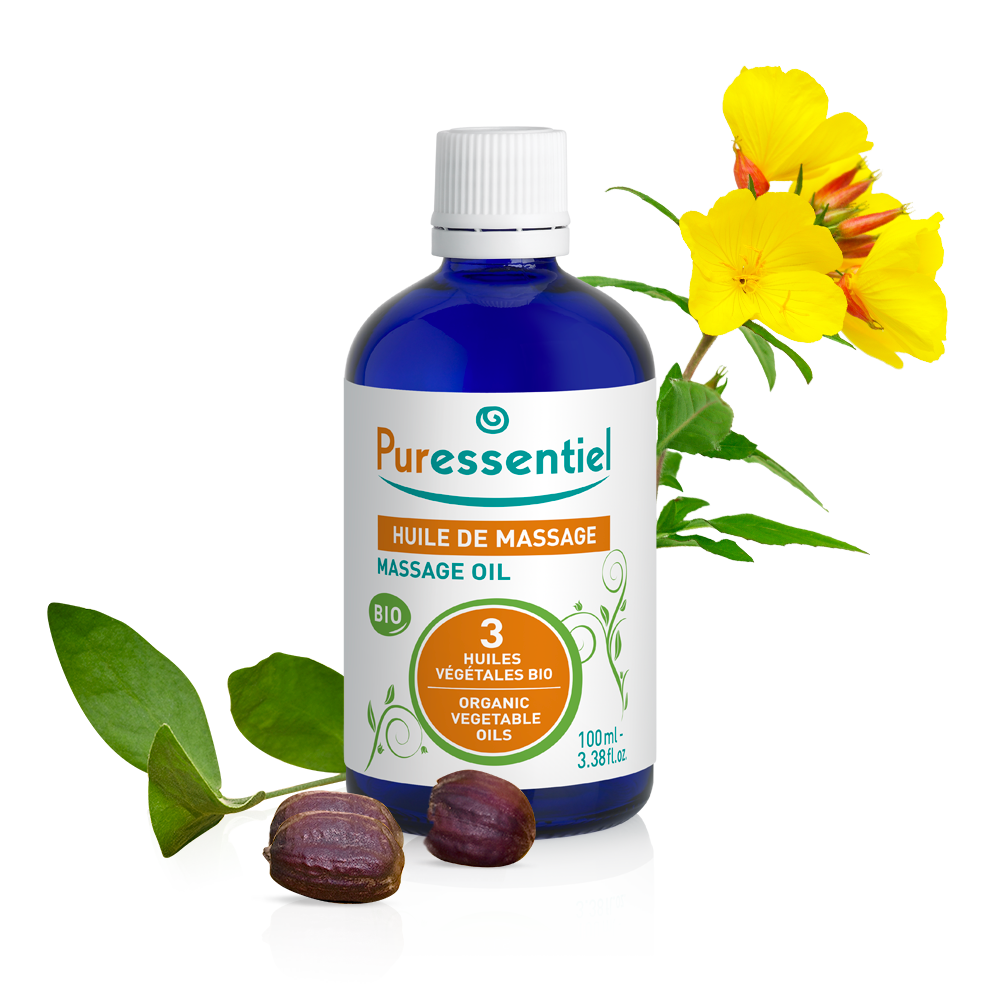 Puressentiel
HUILE DE MASSAGE
MASSAGE OIL
BIO
3
HUILES
VÉGÉTALES BIO
ORGANIC
VEGETABLE
OILS
100ml -
3.38fl.oz.